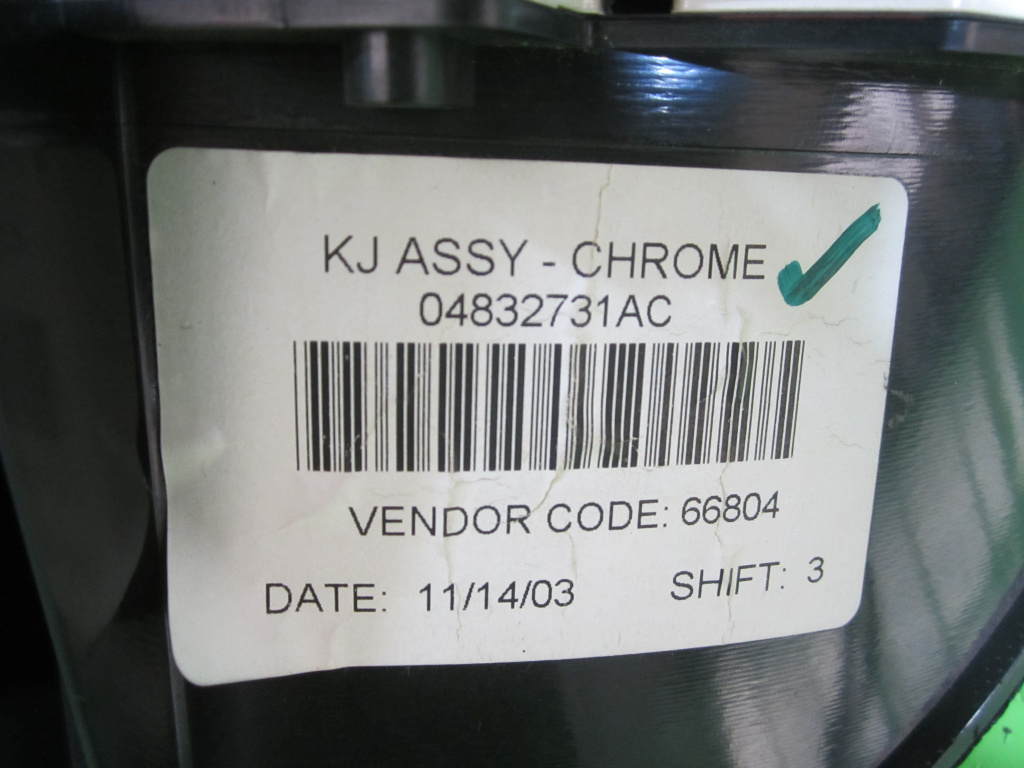 KJ ASSY - CHROME
04832731AC
VENDOR CODE: 66804
DATE: 11/14/03 SHIFT: 3